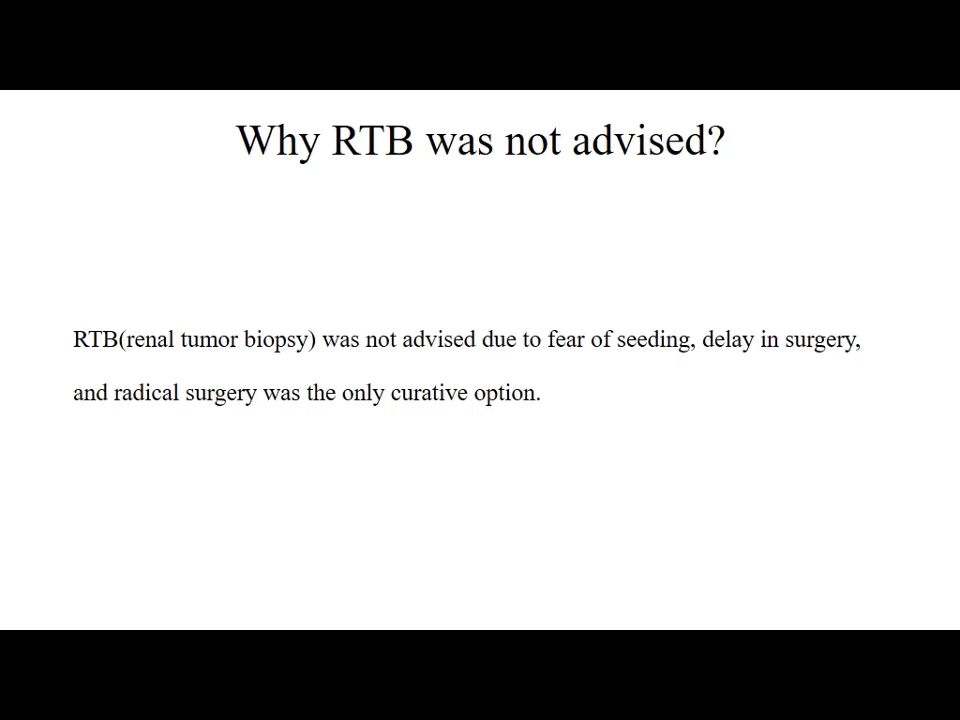 Why RTB was not advised?
RTB(renal tumor biopsy) was not advised due to fear of seeding, delay in surgery,
and radical surgery was the only curative option.